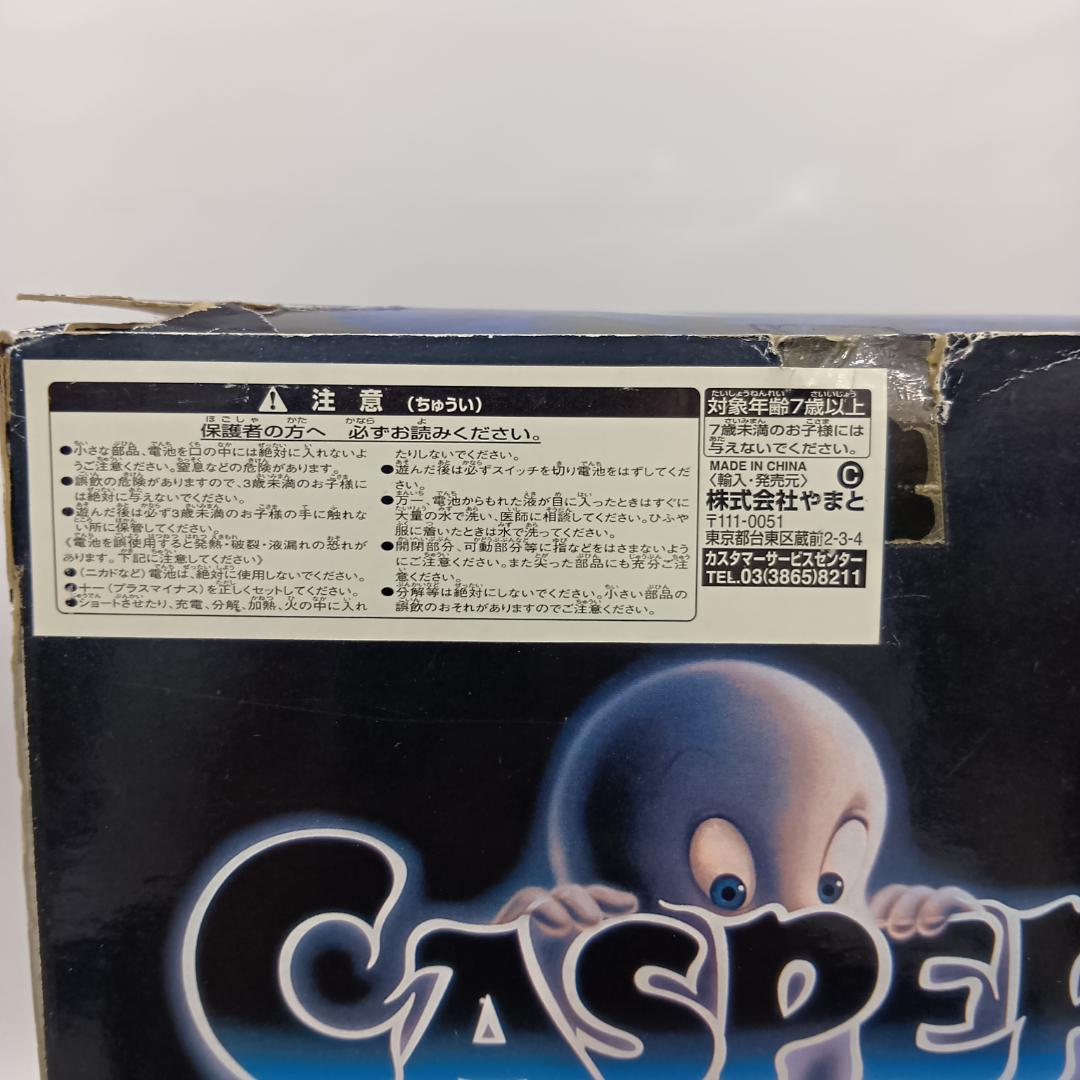 注意 (ちゅうい)
保護者の方へ 必ずお読みください。
●小さな部品、電池を口の中には絶対に入れないよ
うご注意ください。窒息などの危険があります。
●誤飲の危険がありますので、3歳未満のお子様に
は絶対に与えないでください。
●遊んだ後は必ず3歳未満のお子様の手に触れな
い所に保管してください。
《電池を誤使用すると発熱・破裂・液漏れの恐れが
あります。下記に注意してください》
●(ニカドなど)電池は、絶対に使用しないでください。
●+−(プラスマイナス)を正しくセットしてください。
●ショートさせたり、充電、分解、加熱、火の中に入れ
たりしないでください。
●遊んだ後は必ずスイッチを切り電池をはずしてくだ
さい。
●万一、電池からもれた液が目に入ったときはすぐに
大量の水で洗い、医師に相談してください。ひふや
服に着いたときは水で洗ってください。
●開閉部分、可動部分等に指などをはさまないよう
にご注意ください。また尖った部品にも充分ご注
意ください。
●分解等は絶対にしないでください。小さい部品の
誤飲のおそれがありますのでご注意ください。
対象年齢7歳以上
7歳未満のお子様には
与えないでください。
MADE IN CHINA
〈輸入・発売元〉 C
株式会社やまと
〒111-0051
東京都台東区蔵前2-3-4
カスタマーサービスセンター
TEL.03(3865)8211
CASPER